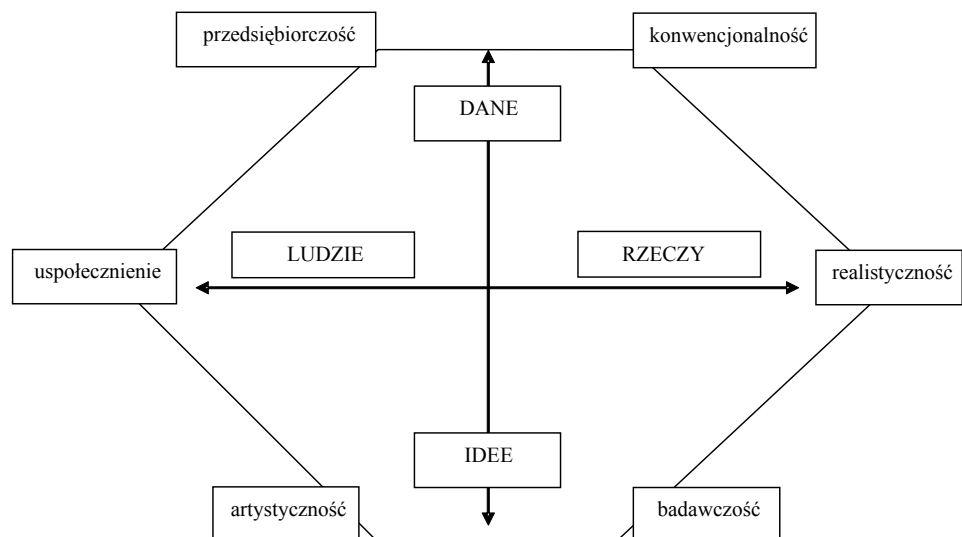 przedsiębiorczość
konwencjonalność
DANE
LUDZIE
RZECZY
uspołecznienie
realistyczność
IDEE
artystyczność
badawczość